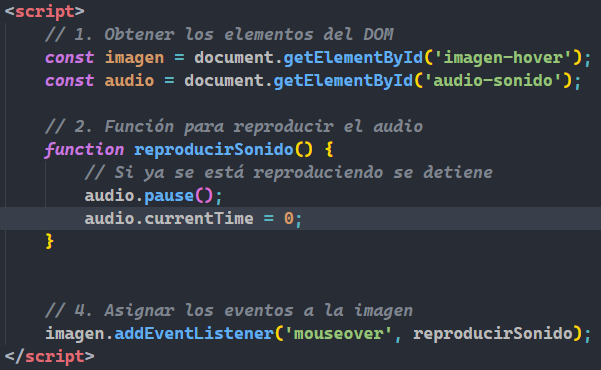 <script>
// 1. Obtener los elementos del DOM
const imagen = document.getElementById('imagen-hover');
const audio = document.getElementById('audio-sonido');
// 2. Función para reproducir el audio
function reproducirSonido() {
// Si ya se está reproduciendo se detiene
audio.pause();
audio.currentTime = 0;
}
// 4. Asignar los eventos a la imagen
imagen.addEventListener('mouseover', reproducirSonido);
</script>